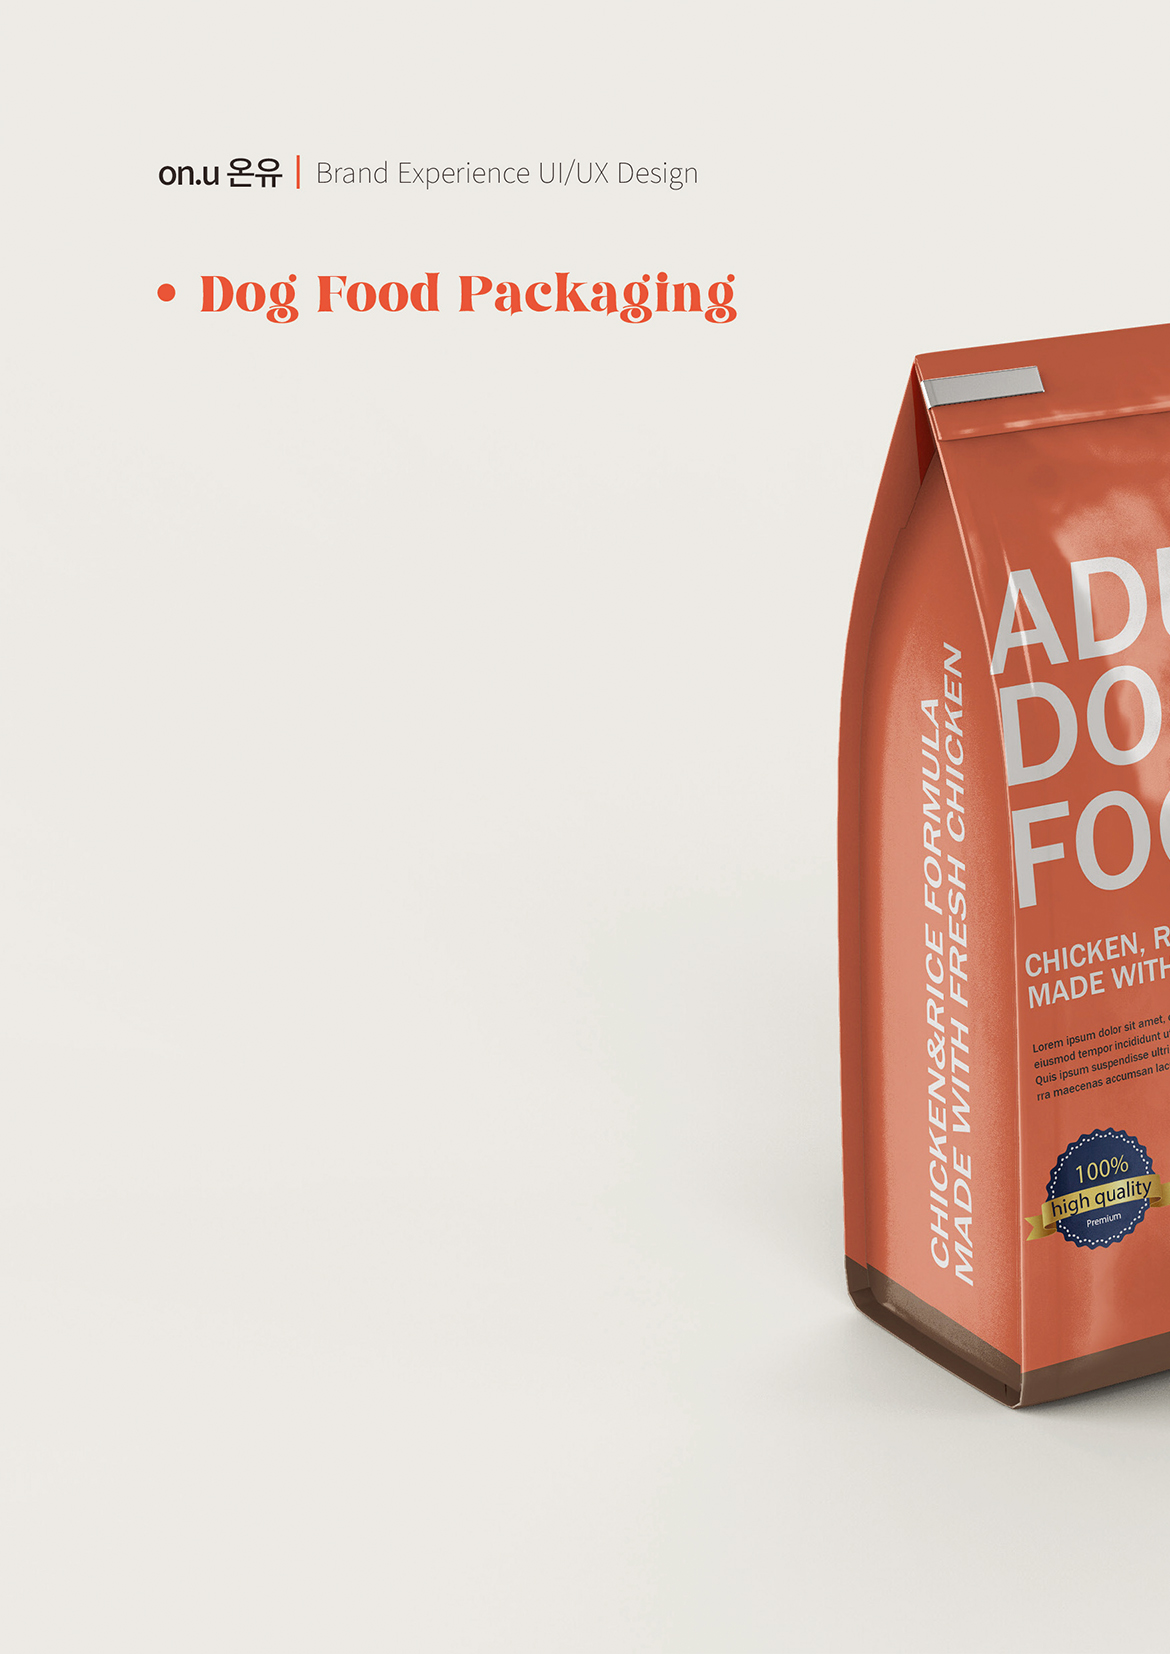 on.u 온유 | Brand Experience UI/UX Design
• Dog Food Packaging
CHICKEN&RICE FORMULA
MADE WITH FRESH CHICKEN
ADU
DO
FOO
CHICKEN, R
MADE WITH
Lorem ipsum dolor sit amet,
eiusmod tempor incididunt u
Quis ipsum suspendisse ultri
rra maecenas accumsan lac
100%
high quality
Premium